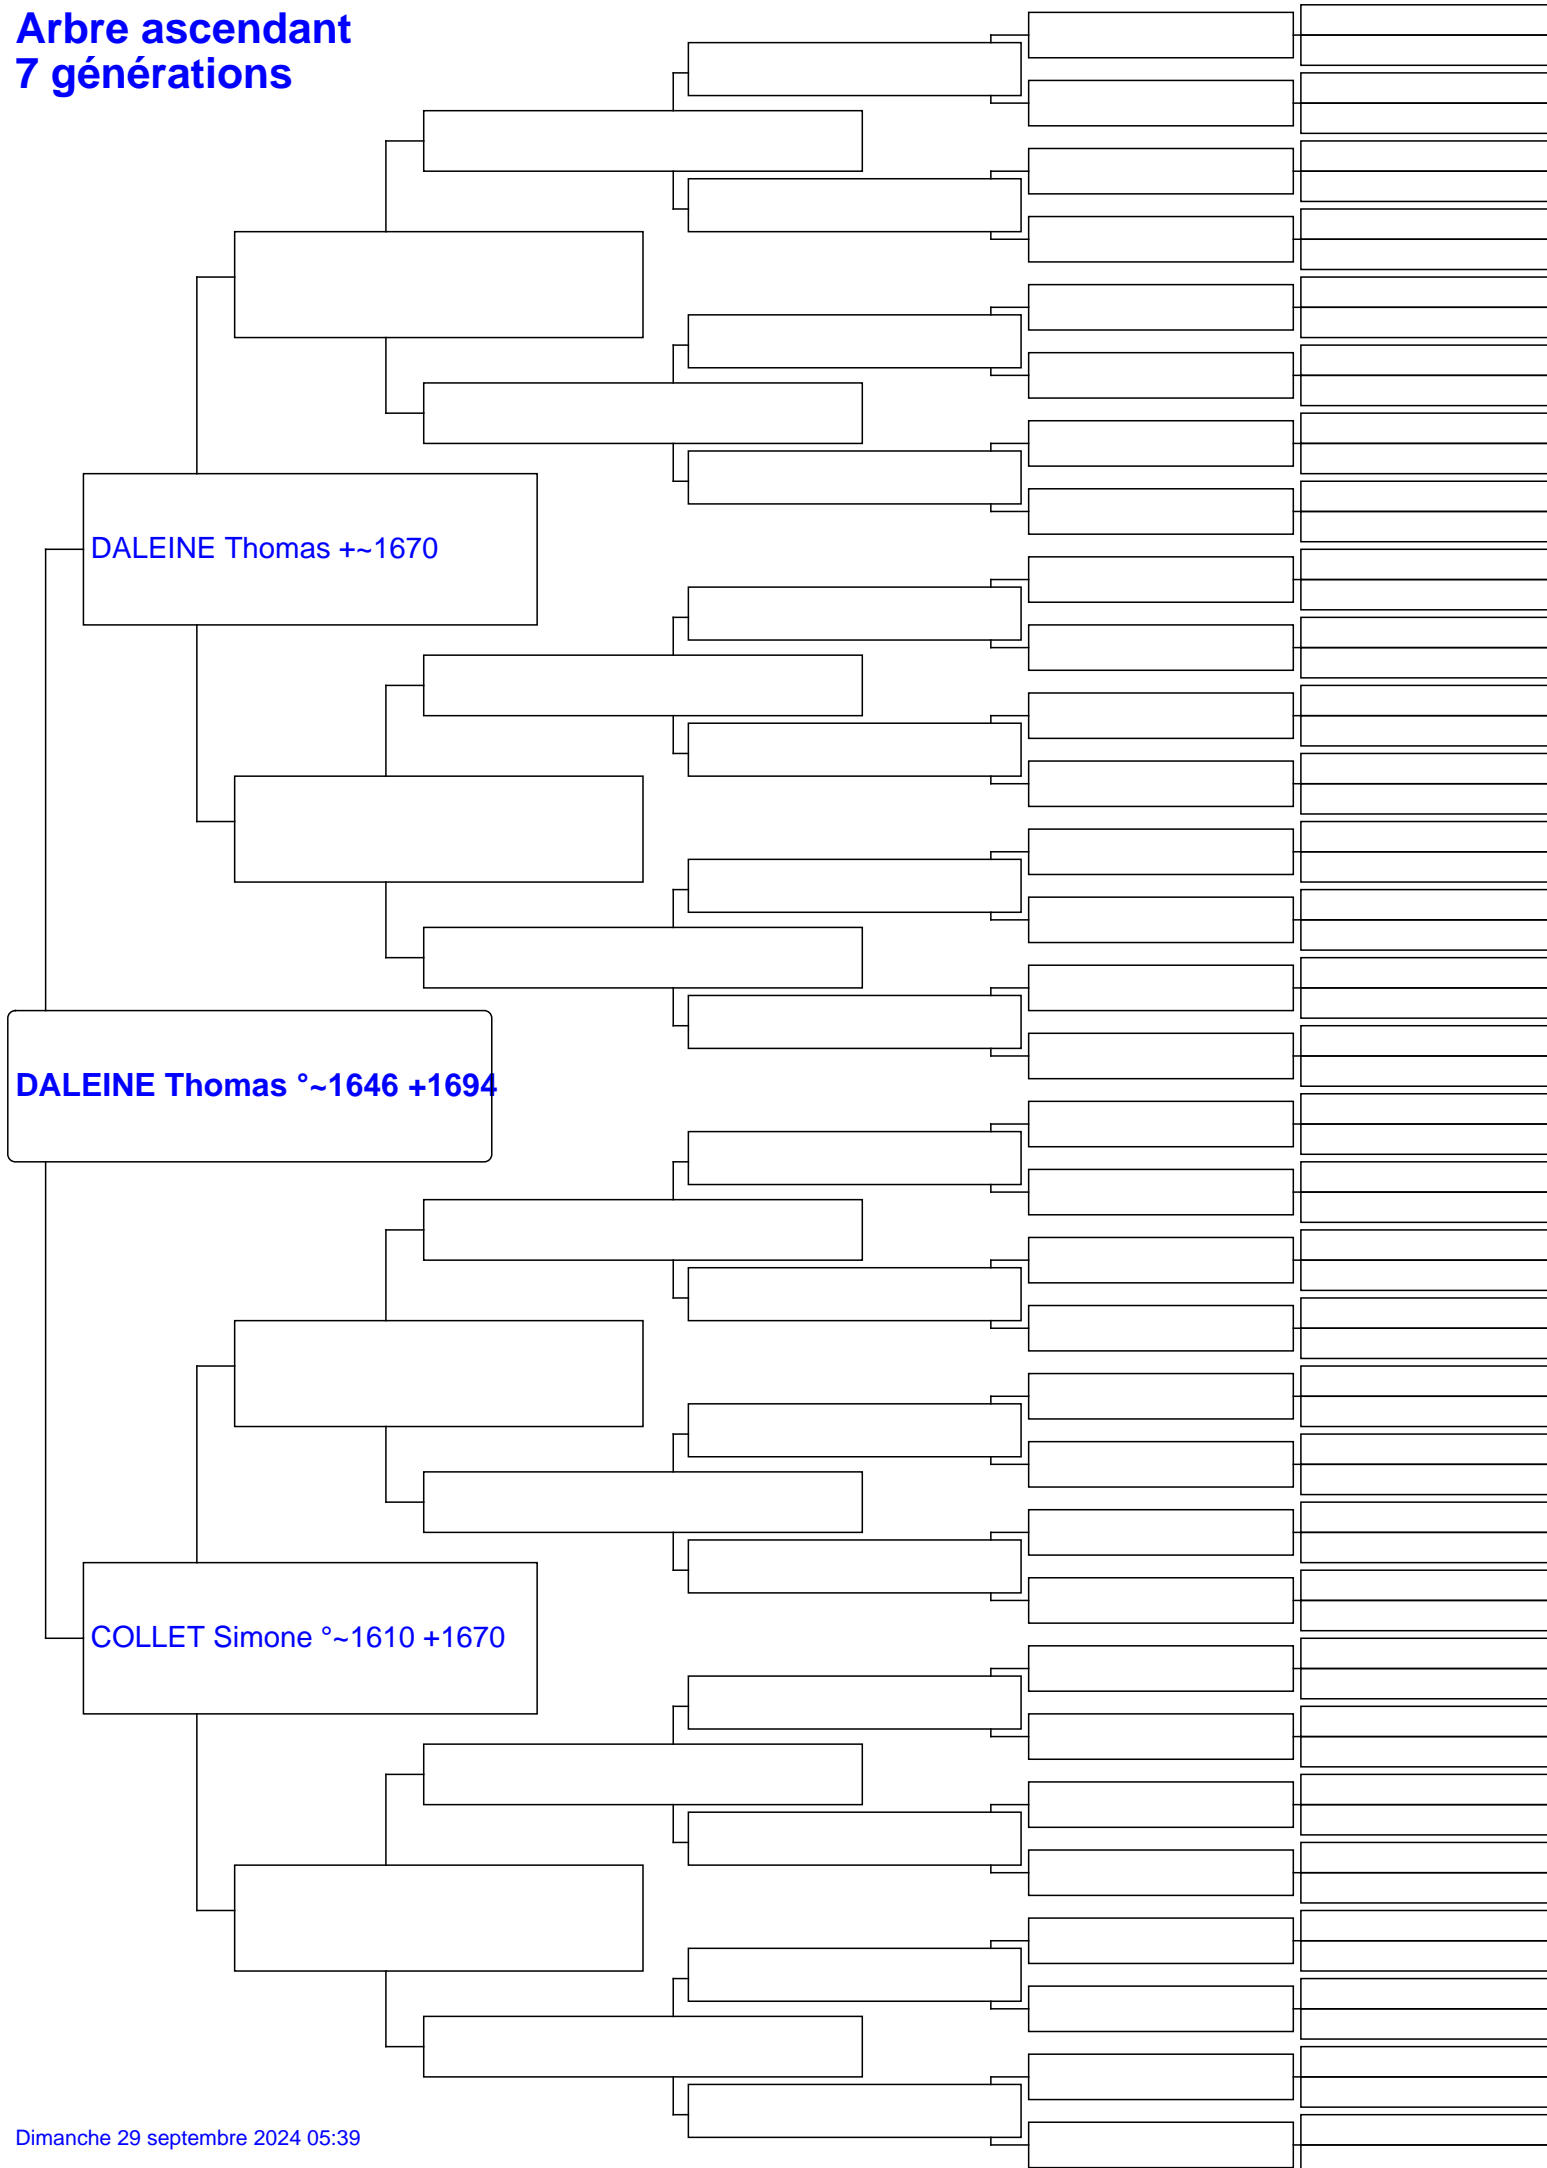 Arbre ascendant
7 générations
DALEINE Thomas +~1670
DALEINE Thomas °~1646 +1694
COLLET Simone °~1610 +1670
Dimanche 29 septembre 2024 05:39